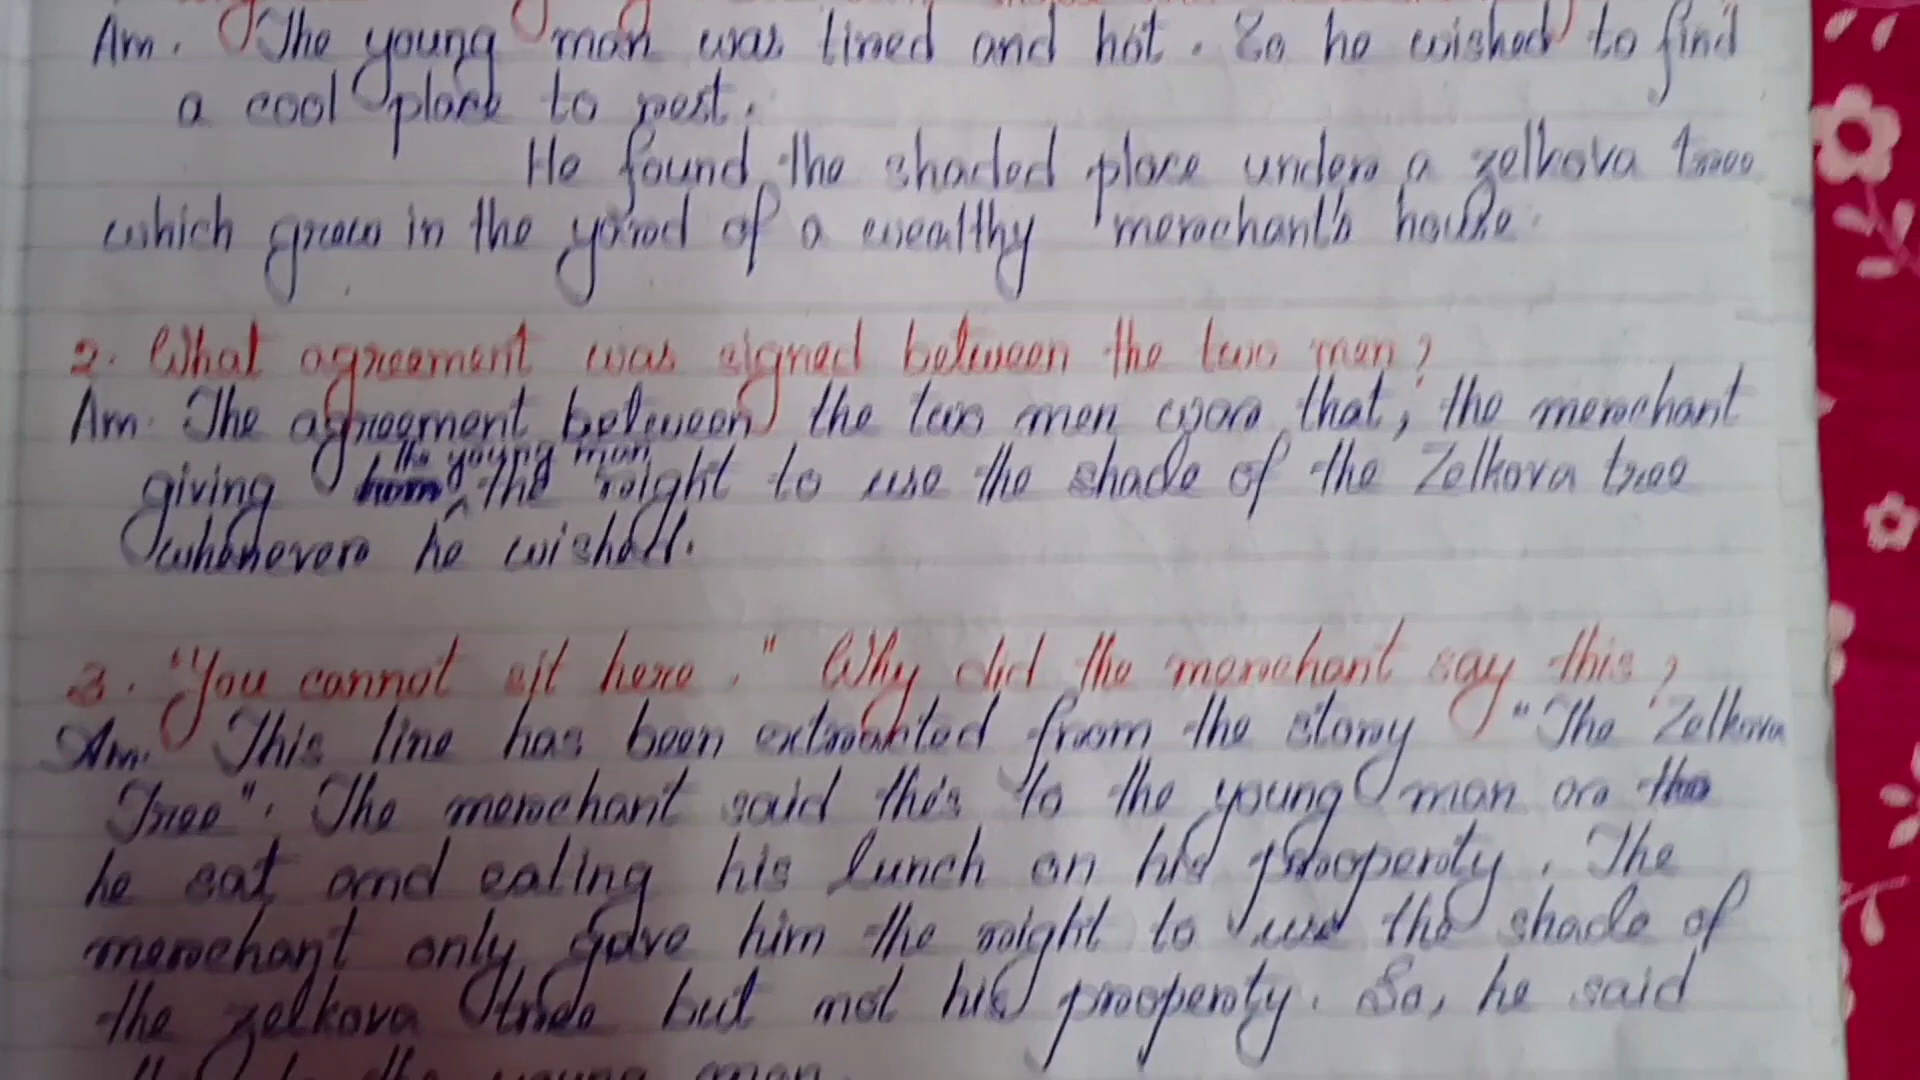 Ans. The young man was tired and hot. So he wished to find
a cool place to rest.
He found the shaded place under a zelkova tree
which grew in the yard of a wealthy merchant's house.
2. What agreement was signed between the two men?
Ans. The agreement between the two men was that, the merchant
the young man
giving the right to use the shade of the Zelkova tree
whenever he wished.
3. "You cannot sit here." Why did the merchant say this?
Ans. This line has been extracted from the story "The Zelkova
Tree". The merchant said this to the young man as the
he sat and eating his lunch on his property. The
merchant only gave him the right to use the shade of
the zelkova tree but not his property. So, he said
young man.